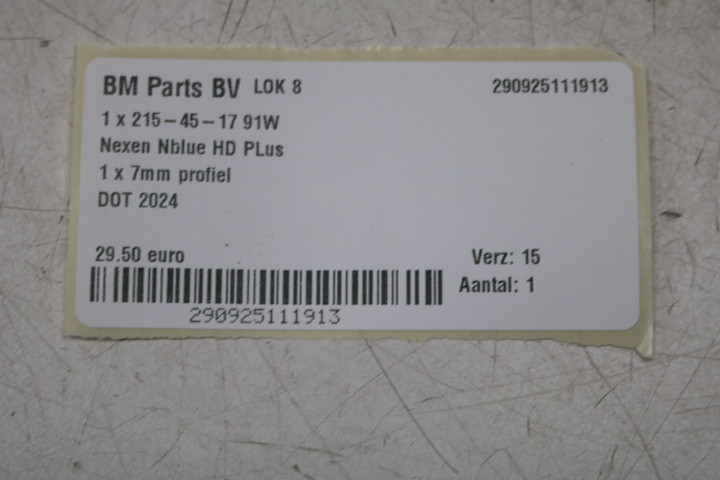 BM Parts BV LOK 8 290925111913
1 x 215-45-17 91W
Nexen Nblue HD PLus
1 x 7mm profiel
DOT 2024
29.50 euro Verz: 15
Aantal: 1
290925111913